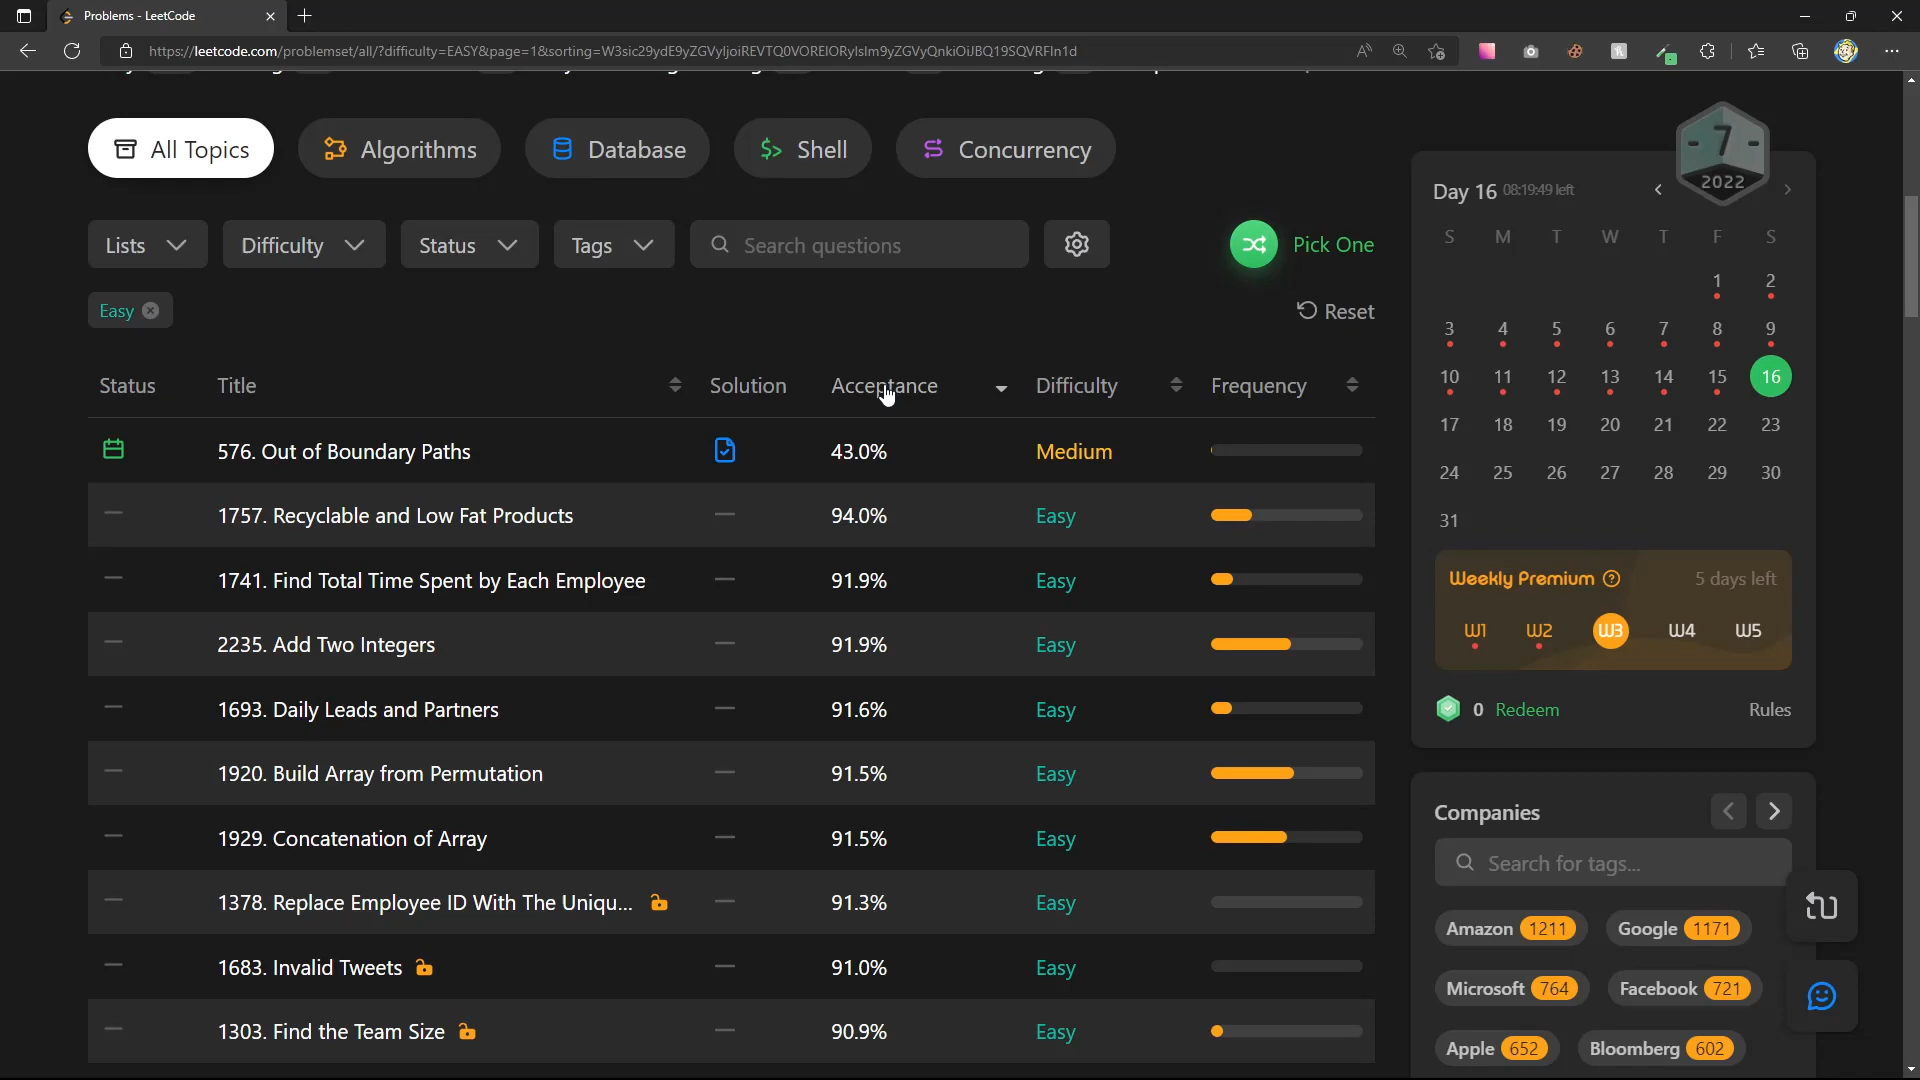 Problems - LeetCode
https://leetcode.com/problemset/all/?difficulty=EASY&page=1&sorting=W3sic29ydE9yZGVyIjoiREVTQ0VOREIORyIsIm9yZGVyQnkiOiJBQ19SQVRFIn1d
All Topics
Algorithms
Database
Shell
Concurrency
Lists
Difficulty
Status
Tags
Search questions
Pick One
Easy
Reset
Status Title Solution Acceptance Difficulty Frequency
576. Out of Boundary Paths 43.0% Medium
1757. Recyclable and Low Fat Products 94.0% Easy
1741. Find Total Time Spent by Each Employee 91.9% Easy
2235. Add Two Integers 91.9% Easy
1693. Daily Leads and Partners 91.6% Easy
1920. Build Array from Permutation 91.5% Easy
1929. Concatenation of Array 91.5% Easy
1378. Replace Employee ID With The Uniqu... 91.3% Easy
1683. Invalid Tweets 91.0% Easy
1303. Find the Team Size 90.9% Easy
7
2022
Day 16 08:19:49 left
S M T W T F S
1 2
3 4 5 6 7 8 9
10 11 12 13 14 15 16
17 18 19 20 21 22 23
24 25 26 27 28 29 30
31
Weekly Premium ? 5 days left
W1 W2 W3 W4 W5
0 Redeem Rules
Companies
Search for tags...
Amazon 1211 Google 1171
Microsoft 764 Facebook 721
Apple 652 Bloomberg 602